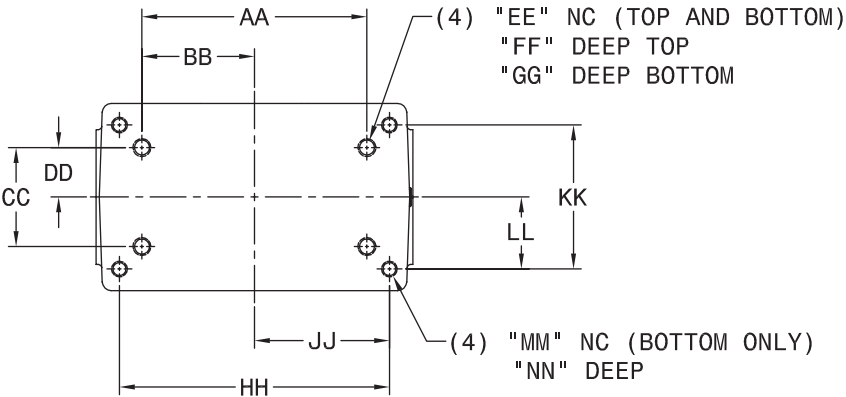 AA
(4) "EE" NC (TOP AND BOTTOM)
"FF" DEEP TOP
"GG" DEEP BOTTOM
BB
DD
CC
KK
LL
JJ
(4) "MM" NC (BOTTOM ONLY)
"NN" DEEP
HH